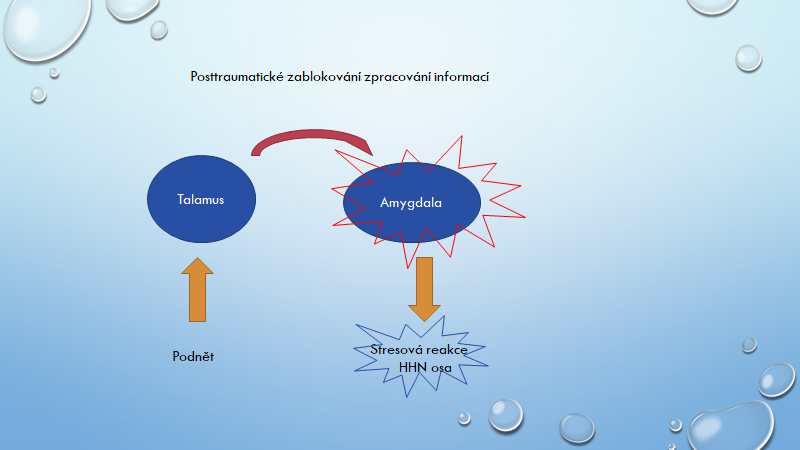 Posttraumatické zablokování zpracování informací
Talamus
Amygdala
Podnět
Stresová reakce
HHN osa